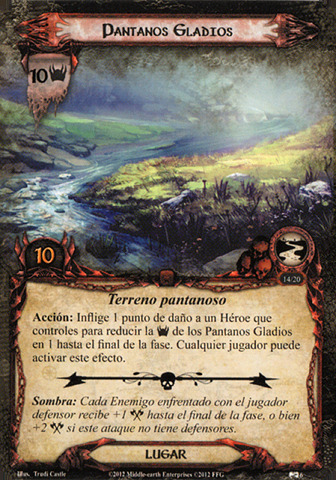 Pantanos Gladios
10
10
14/20
Terreno pantanoso
Acción: Inflige 1 punto de daño a un Héroe que
controles para reducir la de los Pantanos Gladios
en 1 hasta el final de la fase. Cualquier jugador puede
activar este efecto.
Sombra: Cada Enemigo enfrentado con el jugador
defensor recibe +1 hasta el final de la fase, o bien
+2 si este ataque no tiene defensores.
LUGAR
Illus. Trudi Castle
©2012 Middle-earth Enterprises ©2012 FFG
6